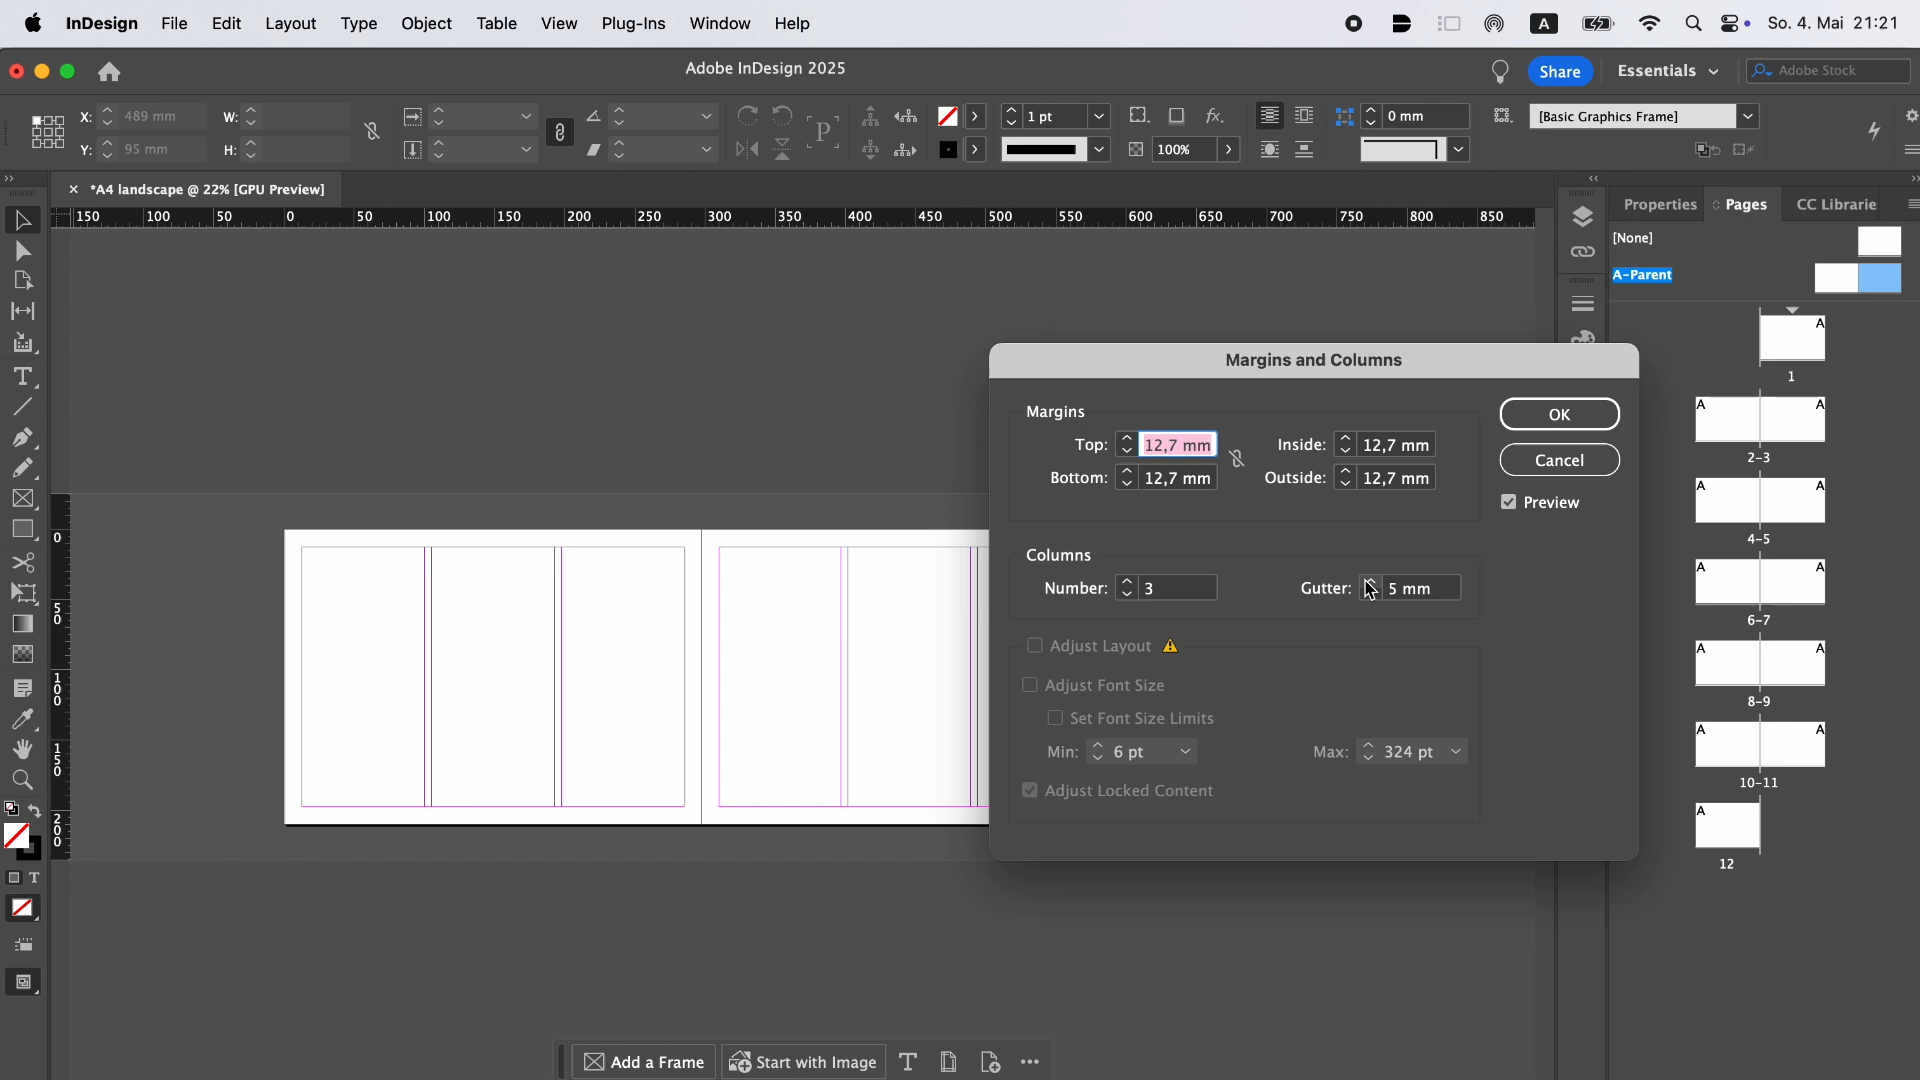 InDesign File Edit Layout Type Object Table View Plug-Ins Window Help A So. 4. Mai 21:21
Adobe InDesign 2025 Share Essentials Adobe Stock
X: 489 mm W: 1 pt 0 mm [Basic Graphics Frame]
Y: 95 mm H: P fx. 100%
× *A4 landscape @ 22% [GPU Preview] Properties Pages CC Librarie
150 100 50 0 50 100 150 200 250 300 350 400 450 500 550 600 650 700 750 800 850
[None]
A-Parent
A
1
A A
2-3
A A
4-5
A A
6-7
A A
8-9
A A
10-11
A
12
0
50
100
150
200
Margins and Columns
Margins OK
Top: 12,7 mm Inside: 12,7 mm
Bottom: 12,7 mm Outside: 12,7 mm Cancel
Preview
Columns
Number: 3 Gutter: 5 mm
Adjust Layout
Adjust Font Size
Set Font Size Limits
Min: 6 pt Max: 324 pt
Adjust Locked Content
T
T
Add a Frame Start with Image T